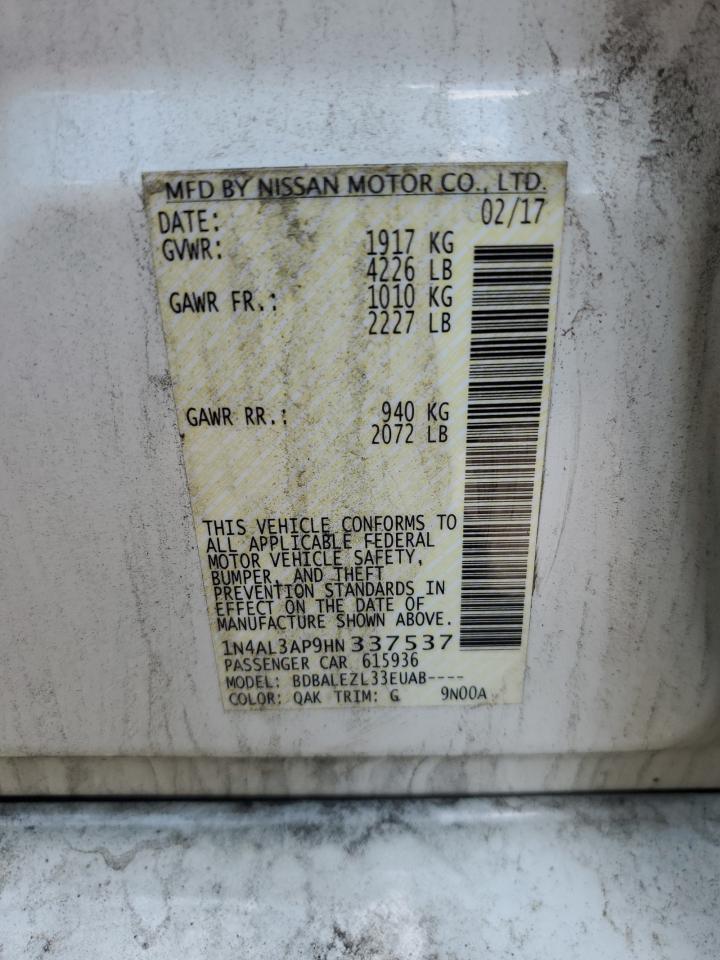 MFD BY NISSAN MOTOR CO., LTD.
DATE: 02/17
GVWR: 1917 KG
4226 LB
GAWR FR.: 1010 KG
2227 LB
GAWR RR.: 940 KG
2072 LB
THIS VEHICLE CONFORMS TO
ALL APPLICABLE FEDERAL
MOTOR VEHICLE SAFETY,
BUMPER, AND THEFT
PREVENTION STANDARDS IN
EFFECT ON THE DATE OF
MANUFACTURE SHOWN ABOVE.
1N4AL3AP9HN 337537
PASSENGER CAR 615936
MODEL: BDBALEZL33EUAB----
COLOR: QAK TRIM: G 9N00A